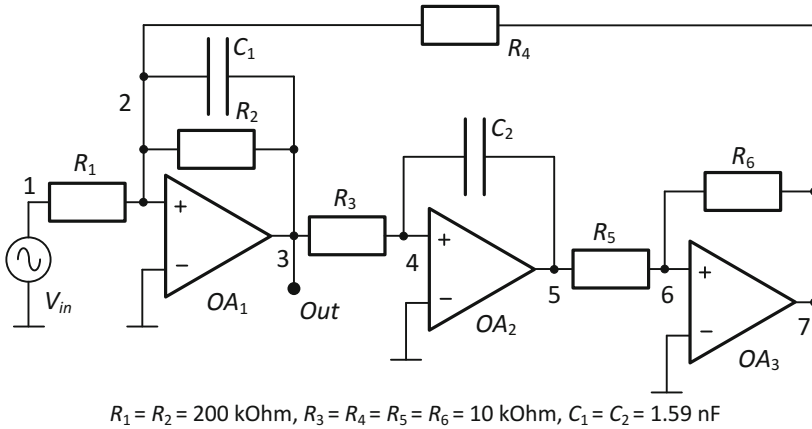 C₁
R₄
2
R₂
C₂
1
R₁
R₃
R₆
+
−
3
4
+
−
R₅
5
6
+
−
7
V_in
OA₁
Out
OA₂
OA₃
R₁ = R₂ = 200 kOhm, R₃ = R₄ = R₅ = R₆ = 10 kOhm, C₁ = C₂ = 1.59 nF